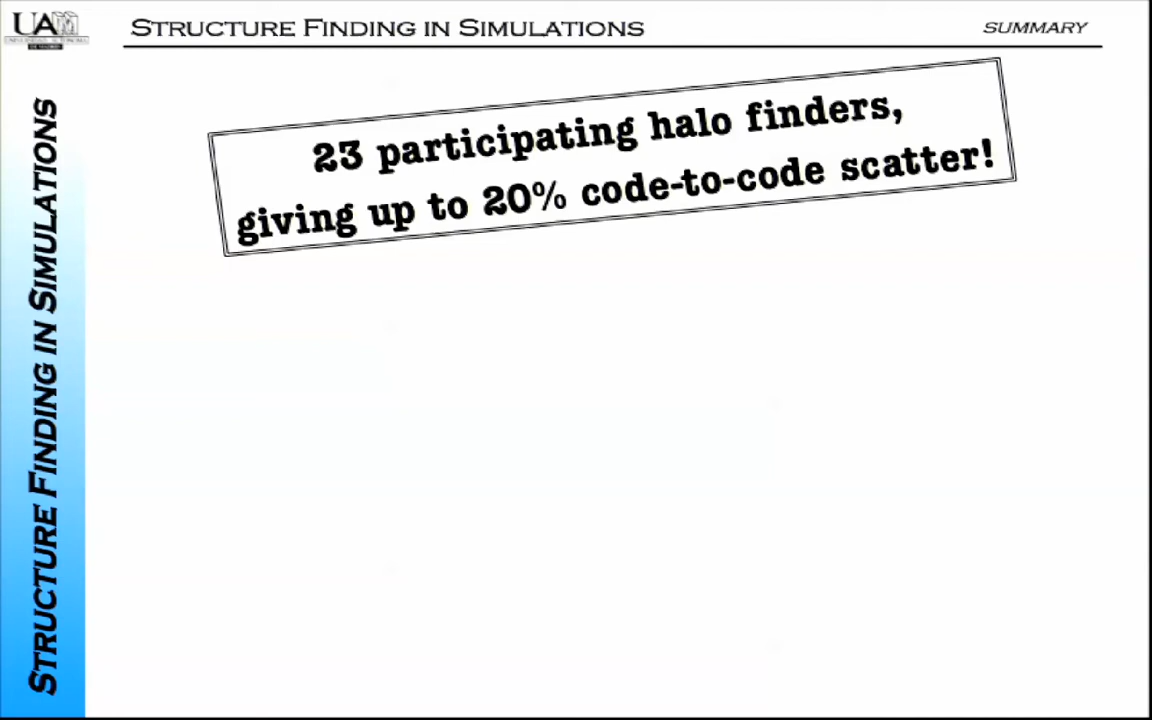 UAM
STRUCTURE FINDING IN SIMULATIONS
SUMMARY
23 participating halo finders,
giving up to 20% code-to-code scatter!
STRUCTURE FINDING IN SIMULATIONS